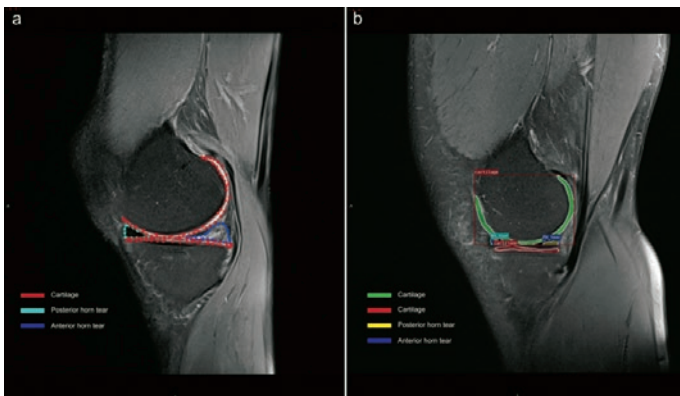 a
Cartilage
Posterior horn tear
Anterior horn tear
b
Cartilage
Cartilage
Posterior horn tear
Anterior horn tear